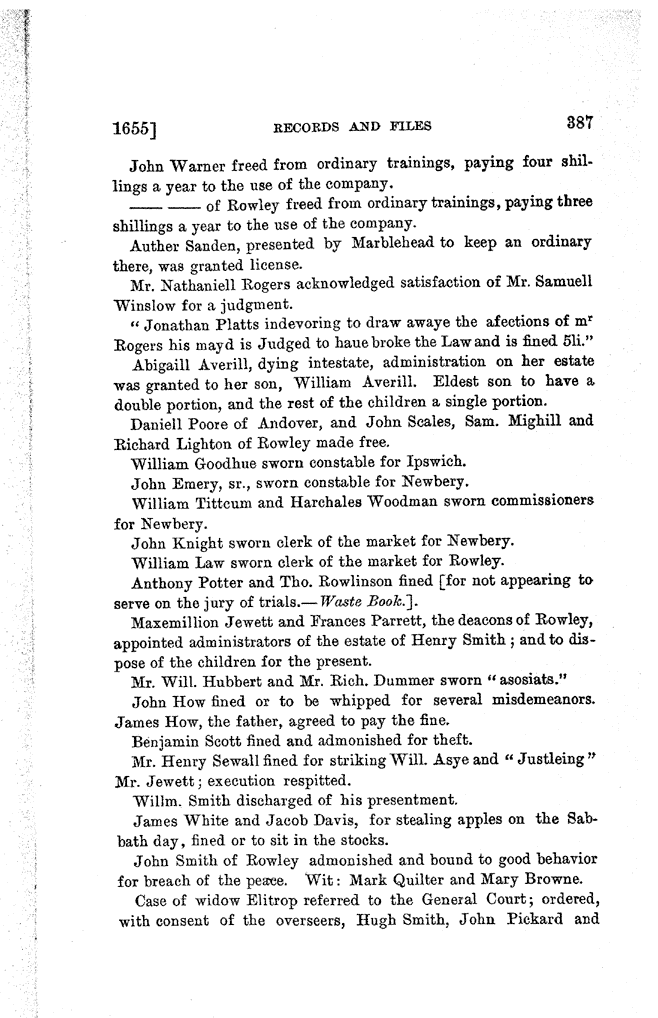 1655] RECORDS AND FILES 387
John Warner freed from ordinary trainings, paying four shil-
lings a year to the use of the company.
—— —— of Rowley freed from ordinary trainings, paying three
shillings a year to the use of the company.
Auther Sanden, presented by Marblehead to keep an ordinary
there, was granted license.
Mr. Nathaniell Rogers acknowledged satisfaction of Mr. Samuell
Winslow for a judgment.
“ Jonathan Platts indevoring to draw awaye the afections of mʳ
Rogers his mayd is Judged to haue broke the Law and is fined 5li.”
Abigaill Averill, dying intestate, administration on her estate
was granted to her son, William Averill. Eldest son to have a
double portion, and the rest of the children a single portion.
Daniell Poore of Andover, and John Scales, Sam. Mighill and
Richard Lighton of Rowley made free.
William Goodhue sworn constable for Ipswich.
John Emery, sr., sworn constable for Newbery.
William Tittcum and Harchales Woodman sworn commissioners
for Newbery.
John Knight sworn clerk of the market for Newbery.
William Law sworn clerk of the market for Rowley.
Anthony Potter and Tho. Rowlinson fined [for not appearing to
serve on the jury of trials.—Waste Book.].
Maxemillion Jewett and Frances Parrett, the deacons of Rowley,
appointed administrators of the estate of Henry Smith ; and to dis-
pose of the children for the present.
Mr. Will. Hubbert and Mr. Rich. Dummer sworn “ asosiats."
John How fined or to be whipped for several misdemeanors.
James How, the father, agreed to pay the fine.
Benjamin Scott fined and admonished for theft.
Mr. Henry Sewall fined for striking Will. Asye and “ Justleing ”
Mr. Jewett ; execution respitted.
Willm. Smith discharged of his presentment.
James White and Jacob Davis, for stealing apples on the Sab-
bath day, fined or to sit in the stocks.
John Smith of Rowley admonished and bound to good behavior
for breach of the peace. Wit: Mark Quilter and Mary Browne.
Case of widow Elitrop referred to the General Court; ordered,
with consent of the overseers, Hugh Smith, John Pickard and